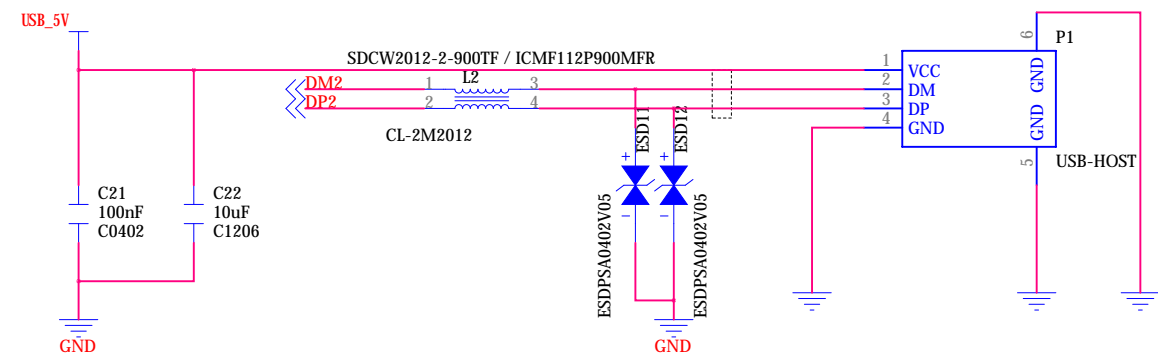 USB_5V
SDCW2012-2-900TF / ICMF112P900MFR
L2
DM2
1
3
DP2
2
4
CL-2M2012
ESD11
ESD12
+
+
-
-
ESDPSA0402V05
ESDPSA0402V05
C21
100nF
C0402
C22
10uF
C1206
GND
GND
P1
6
1
VCC
GND
2
DM
3
DP
4
GND
GND
5
USB-HOST